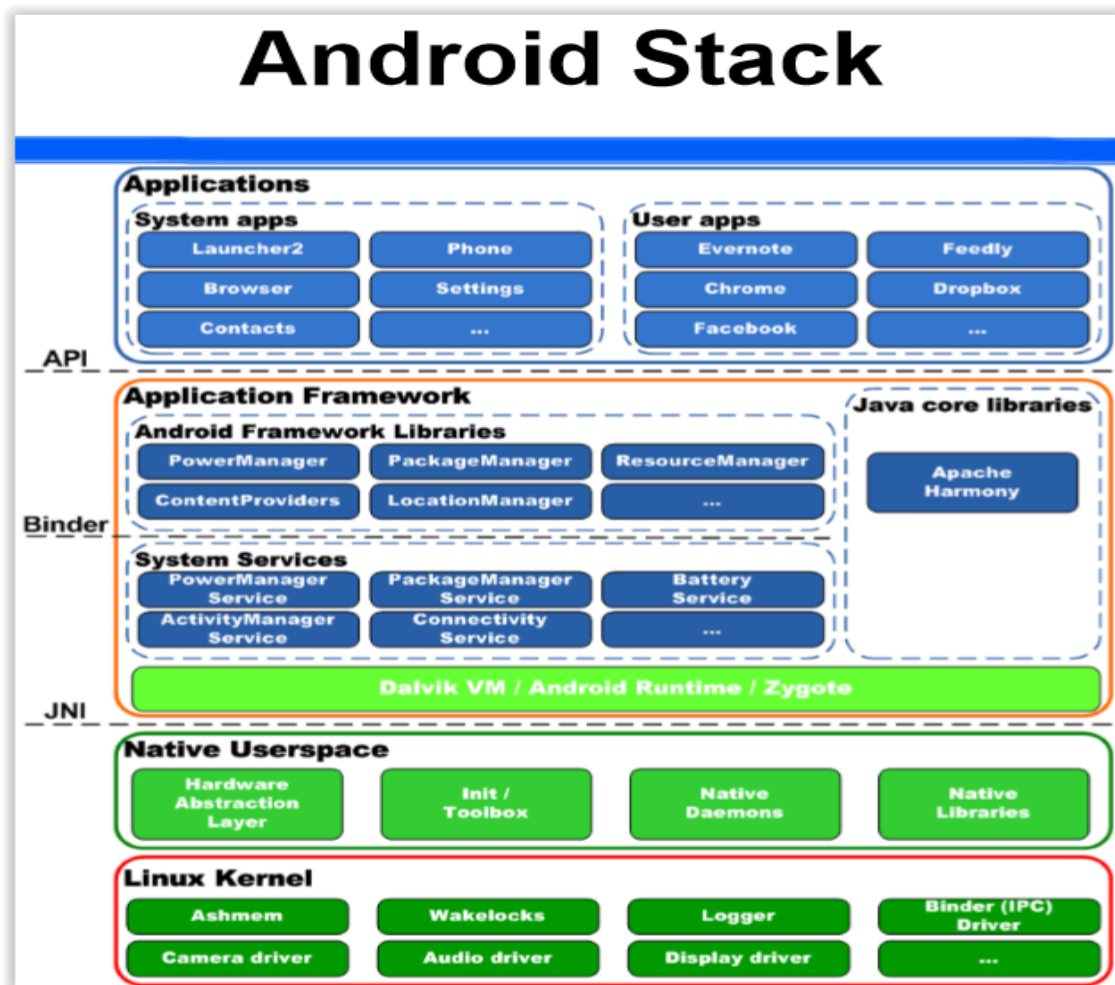 Android Stack
Applications
System apps
User apps
Launcher2
Phone
Evernote
Feedly
Browser
Settings
Chrome
Dropbox
Contacts
...
Facebook
...
API
Application Framework
Java core libraries
Android Framework Libraries
PowerManager
PackageManager
ResourceManager
Apache
Harmony
ContentProviders
LocationManager
...
Binder
System Services
PowerManager
Service
PackageManager
Service
Battery
Service
ActivityManager
Service
Connectivity
Service
...
Dalvik VM / Android Runtime / Zygote
JNI
Native Userspace
Hardware
Abstraction
Layer
Init /
Toolbox
Native
Daemons
Native
Libraries
Linux Kernel
Ashmem
Wakelocks
Logger
Binder (IPC)
Driver
Camera driver
Audio driver
Display driver
...